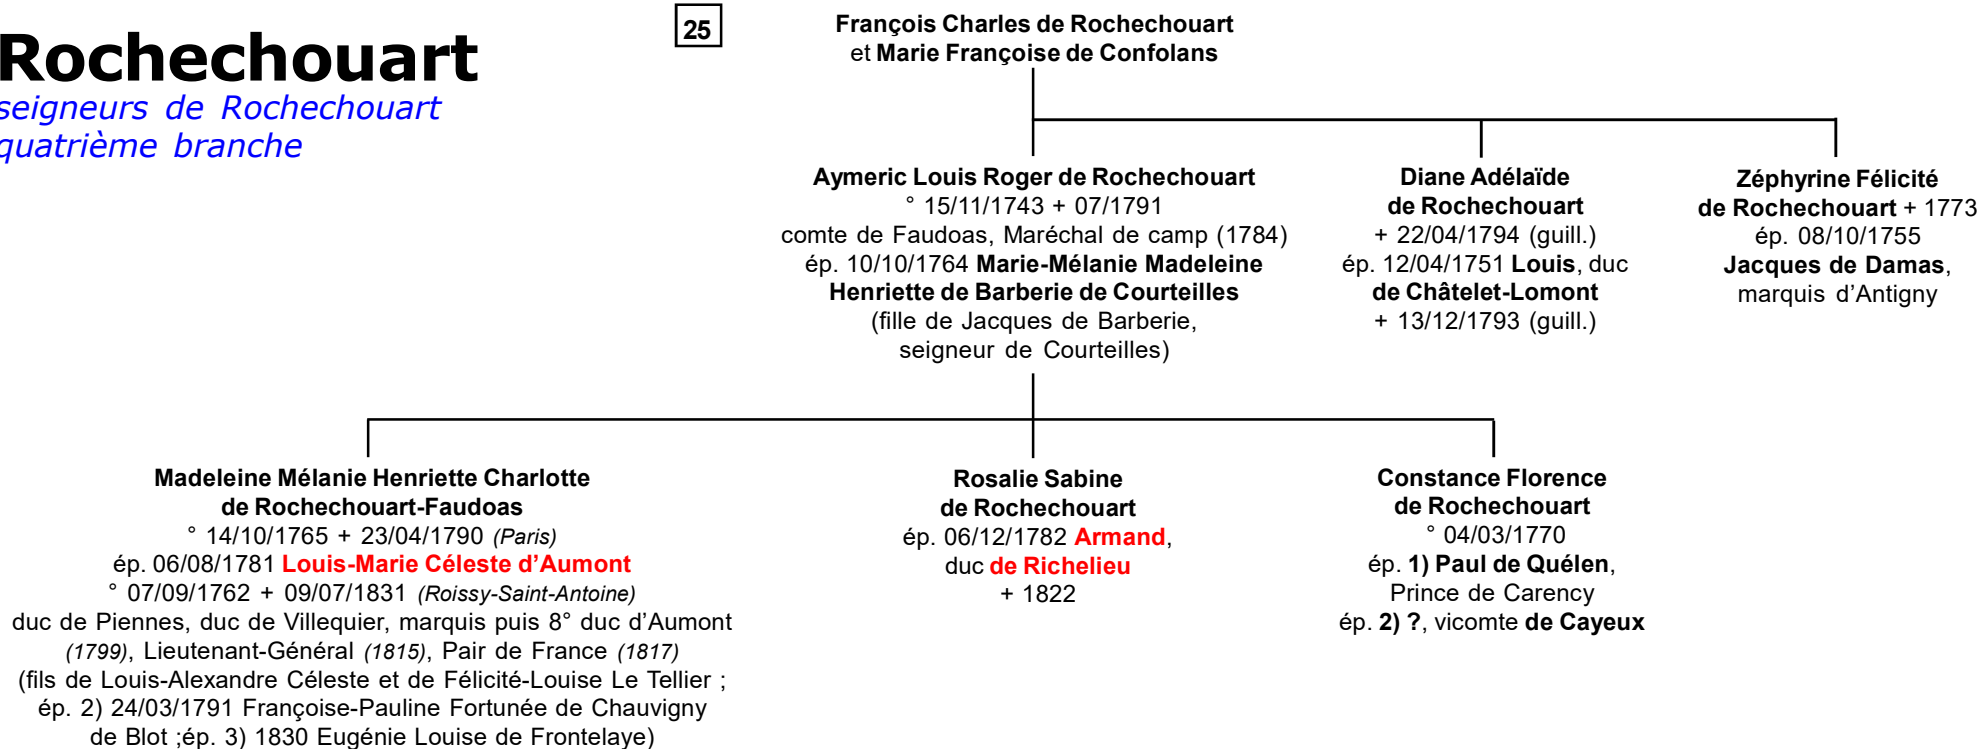 Rochechouart
seigneurs de Rochechouart
quatrième branche
25
François Charles de Rochechouart
et Marie Françoise de Confolans
Aymeric Louis Roger de Rochechouart
° 15/11/1743 + 07/1791
comte de Faudoas, Maréchal de camp (1784)
ép. 10/10/1764 Marie-Mélanie Madeleine
Henriette de Barberie de Courteilles
(fille de Jacques de Barberie,
seigneur de Courteilles)
Diane Adélaïde
de Rochechouart
+ 22/04/1794 (guill.)
ép. 12/04/1751 Louis, duc
de Châtelet-Lomont
+ 13/12/1793 (guill.)
Zéphyrine Félicité
de Rochechouart + 1773
ép. 08/10/1755
Jacques de Damas,
marquis d'Antigny
Madeleine Mélanie Henriette Charlotte
de Rochechouart-Faudoas
° 14/10/1765 + 23/04/1790 (Paris)
ép. 06/08/1781 Louis-Marie Céleste d’Aumont
° 07/09/1762 + 09/07/1831 (Roissy-Saint-Antoine)
duc de Piennes, duc de Villequier, marquis puis 8° duc d’Aumont
(1799), Lieutenant-Général (1815), Pair de France (1817)
(fils de Louis-Alexandre Céleste et de Félicité-Louise Le Tellier ;
ép. 2) 24/03/1791 Françoise-Pauline Fortunée de Chauvigny
de Blot ;ép. 3) 1830 Eugénie Louise de Frontelaye)
Rosalie Sabine
de Rochechouart
ép. 06/12/1782 Armand,
duc de Richelieu
+ 1822
Constance Florence
de Rochechouart
° 04/03/1770
ép. 1) Paul de Quélen,
Prince de Carency
ép. 2) ?, vicomte de Cayeux